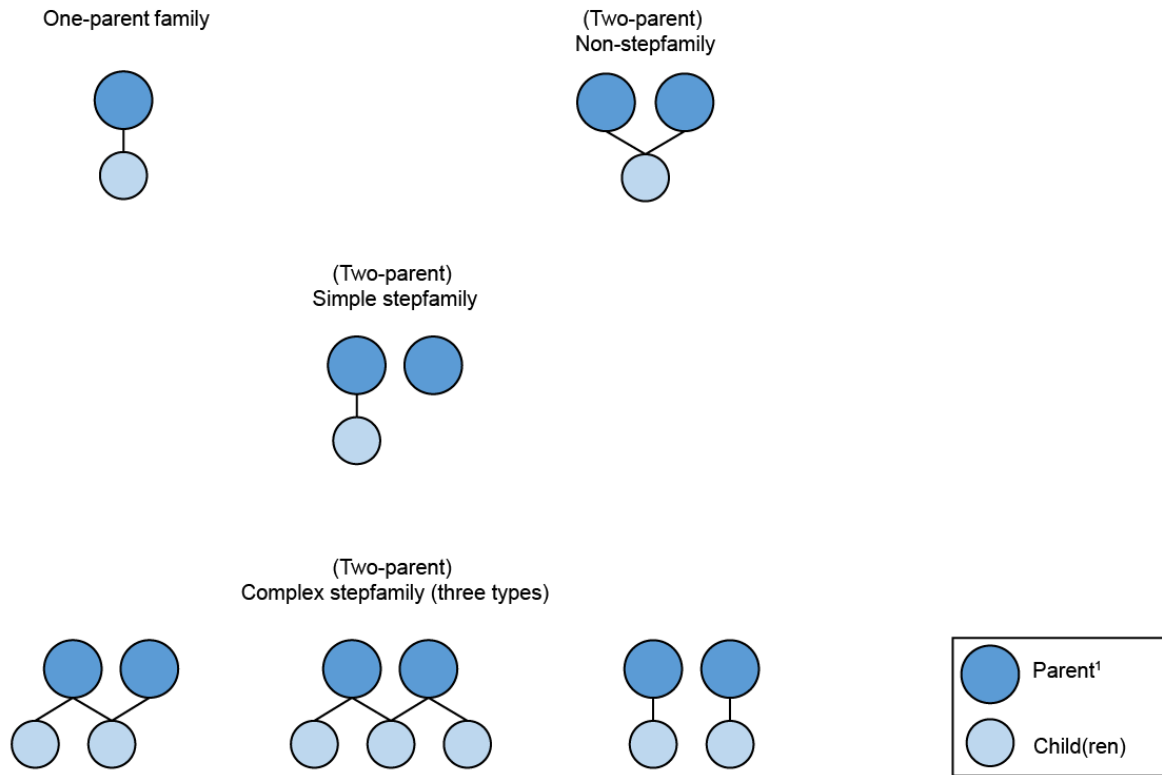 One-parent family
(Two-parent)
Non-stepfamily
(Two-parent)
Simple stepfamily
(Two-parent)
Complex stepfamily (three types)
Parent¹
Child(ren)